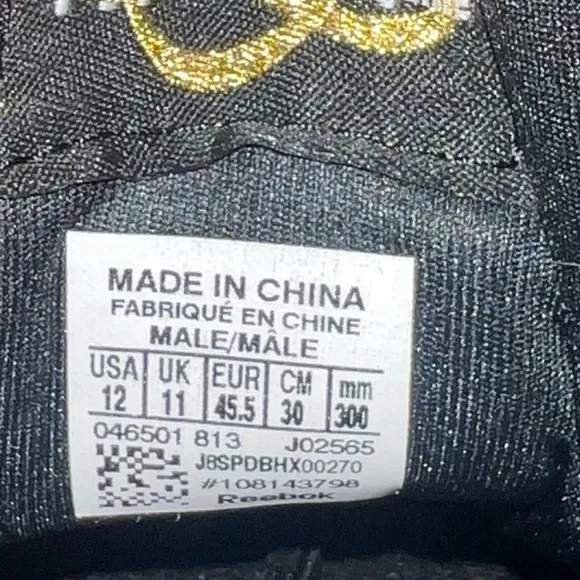 MADE IN CHINA
FABRIQUÉ EN CHINE
MALE/MÂLE
USA UK EUR CM mm
12 11 45.5 30 300
046501 813 J02565
J8SPDBHX00270
#108143798
Reebok